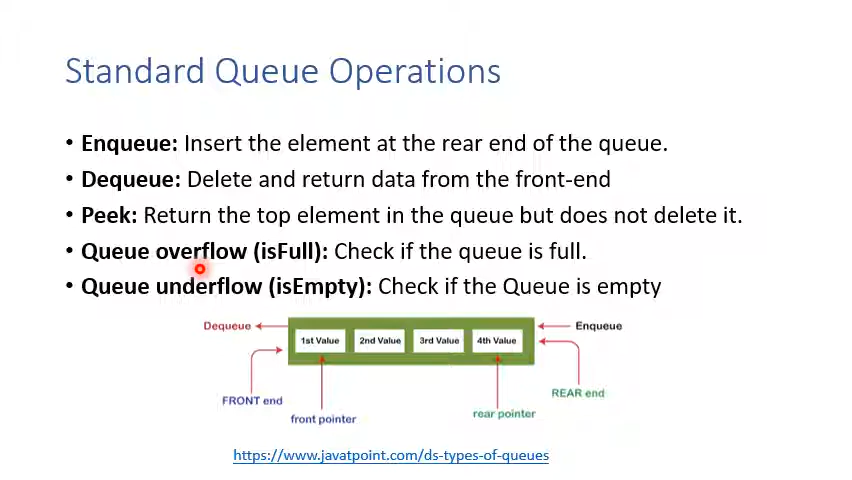 Standard Queue Operations
• Enqueue: Insert the element at the rear end of the queue.
• Dequeue: Delete and return data from the front-end
• Peek: Return the top element in the queue but does not delete it.
• Queue overflow (isFull): Check if the queue is full.
• Queue underflow (isEmpty): Check if the Queue is empty
Dequeue
Enqueue
1st Value 2nd Value 3rd Value 4th Value
FRONT end
REAR end
front pointer
rear pointer
https://www.javatpoint.com/ds-types-of-queues